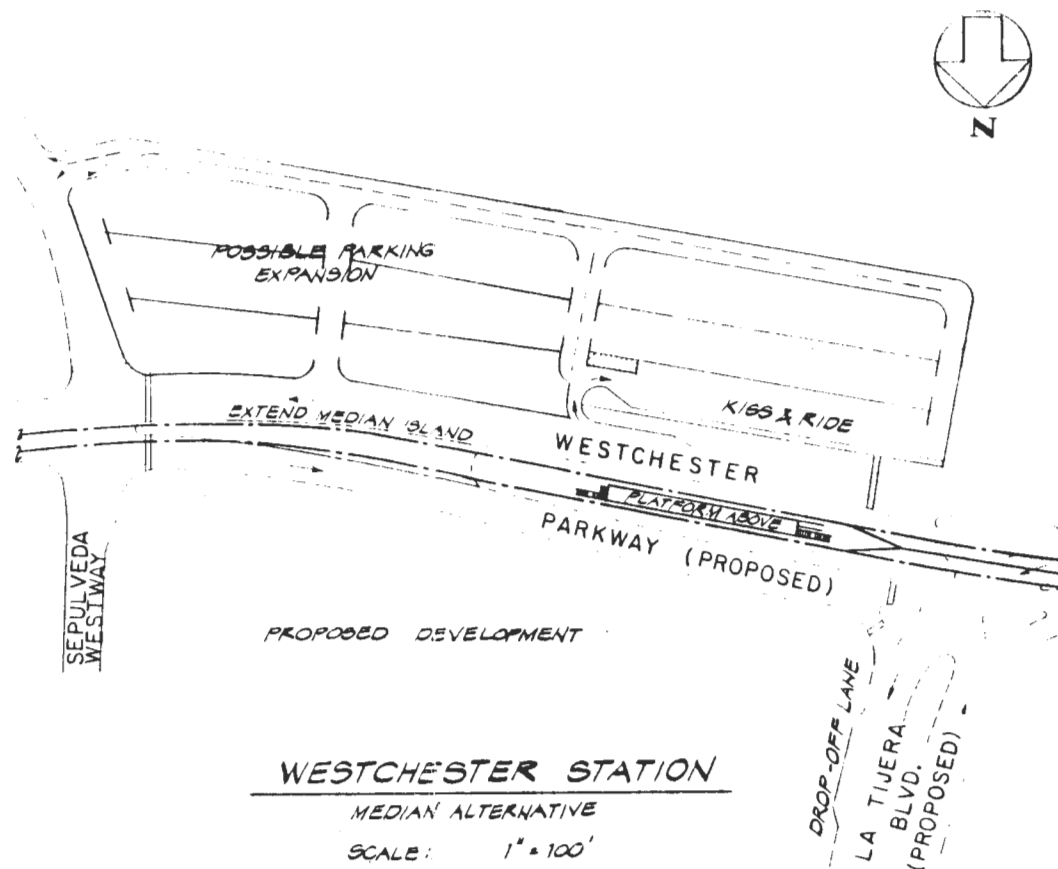 N
POSSIBLE PARKING
EXPANSION
EXTEND MEDIAN ISLAND
KISS & RIDE
WESTCHESTER
PLATFORM ABOVE
PARKWAY (PROPOSED)
SEPULVEDA
WESTWAY
PROPOSED DEVELOPMENT
DROP-OFF LANE
LA TIJERA
BLVD.
(PROPOSED)
WESTCHESTER STATION
MEDIAN ALTERNATIVE
SCALE: 1" = 100'